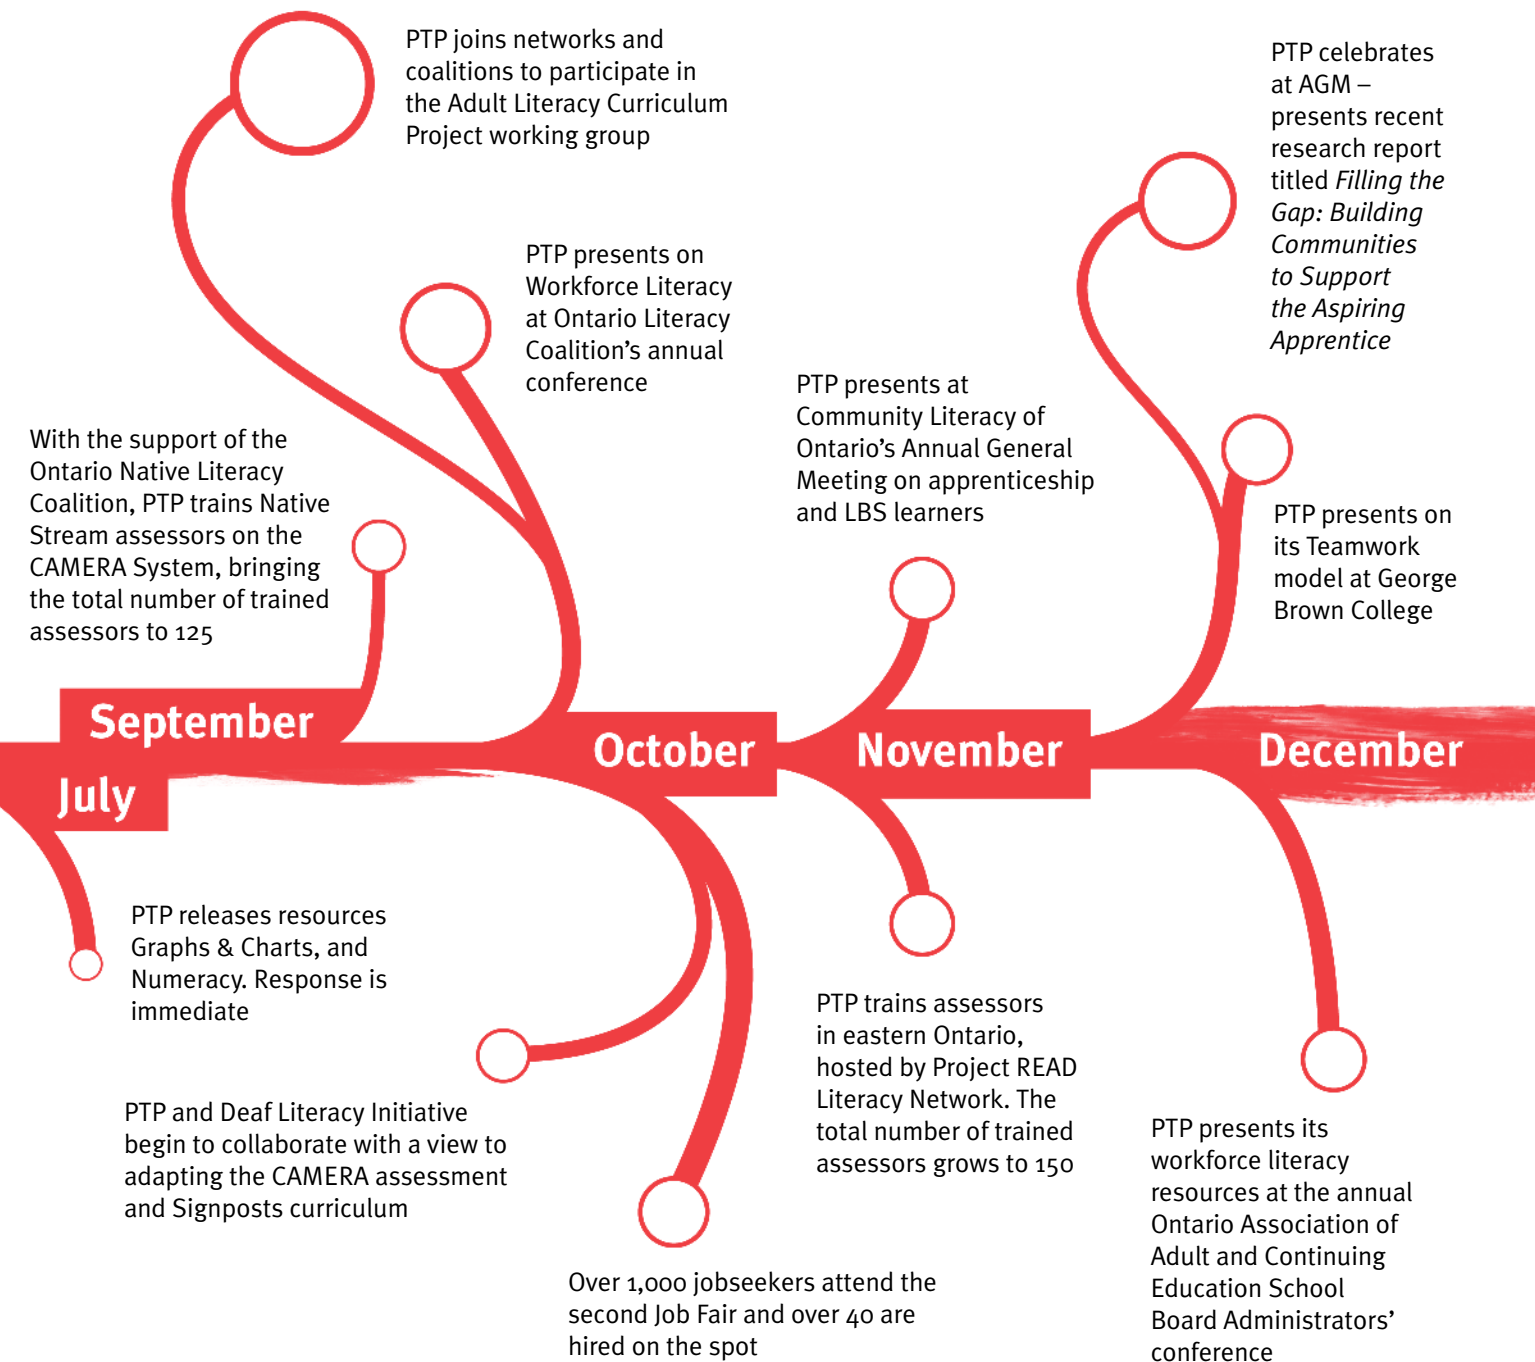 PTP joins networks and
coalitions to participate in
the Adult Literacy Curriculum
Project working group
PTP celebrates
at AGM –
presents recent
research report
titled Filling the
Gap: Building
Communities
to Support
the Aspiring
Apprentice
PTP presents on
Workforce Literacy
at Ontario Literacy
Coalition’s annual
conference
PTP presents at
Community Literacy of
Ontario’s Annual General
Meeting on apprenticeship
and LBS learners
With the support of the
Ontario Native Literacy
Coalition, PTP trains Native
Stream assessors on the
CAMERA System, bringing
the total number of trained
assessors to 125
PTP presents on
its Teamwork
model at George
Brown College
September
July
October
November
December
PTP releases resources
Graphs & Charts, and
Numeracy. Response is
immediate
PTP and Deaf Literacy Initiative
begin to collaborate with a view to
adapting the CAMERA assessment
and Signposts curriculum
Over 1,000 jobseekers attend the
second Job Fair and over 40 are
hired on the spot
PTP trains assessors
in eastern Ontario,
hosted by Project READ
Literacy Network. The
total number of trained
assessors grows to 150
PTP presents its
workforce literacy
resources at the annual
Ontario Association of
Adult and Continuing
Education School
Board Administrators’
conference